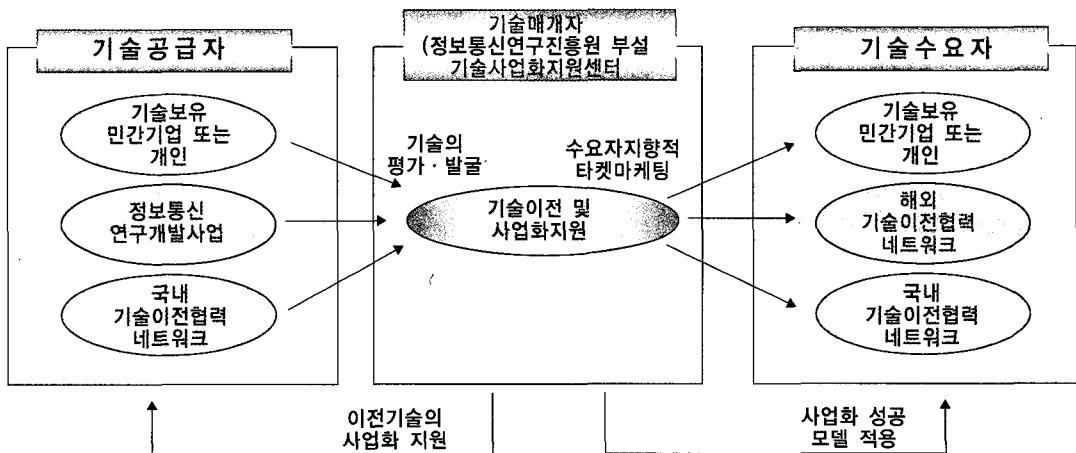 기술공급자
기술보유
민간기업 또는
개인
정보통신
연구개발사업
국내
기술이전협력
네트워크
기술매개자
(정보통신연구진흥원 부설
기술사업화지원센터
기술의
평가·발굴
수요자지향적
타켓마케팅
기술이전 및
사업화지원
기술수요자
기술보유
민간기업 또는
개인
해외
기술이전협력
네트워크
국내
기술이전협력
네트워크
이전기술의
사업화 지원
사업화 성공
모델 적용